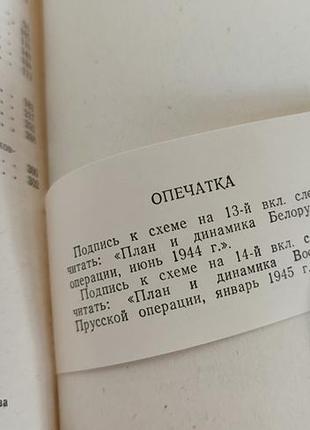 ОПЕЧАТКА
Подпись к схеме на 13-й вкл. сле
читать: «План и динамика Белору
операции, июнь 1944 г.».
Подпись к схеме на 14-й вкл. с
читать: «План и динамика Вос
Прусской операции, январь 1945 г.